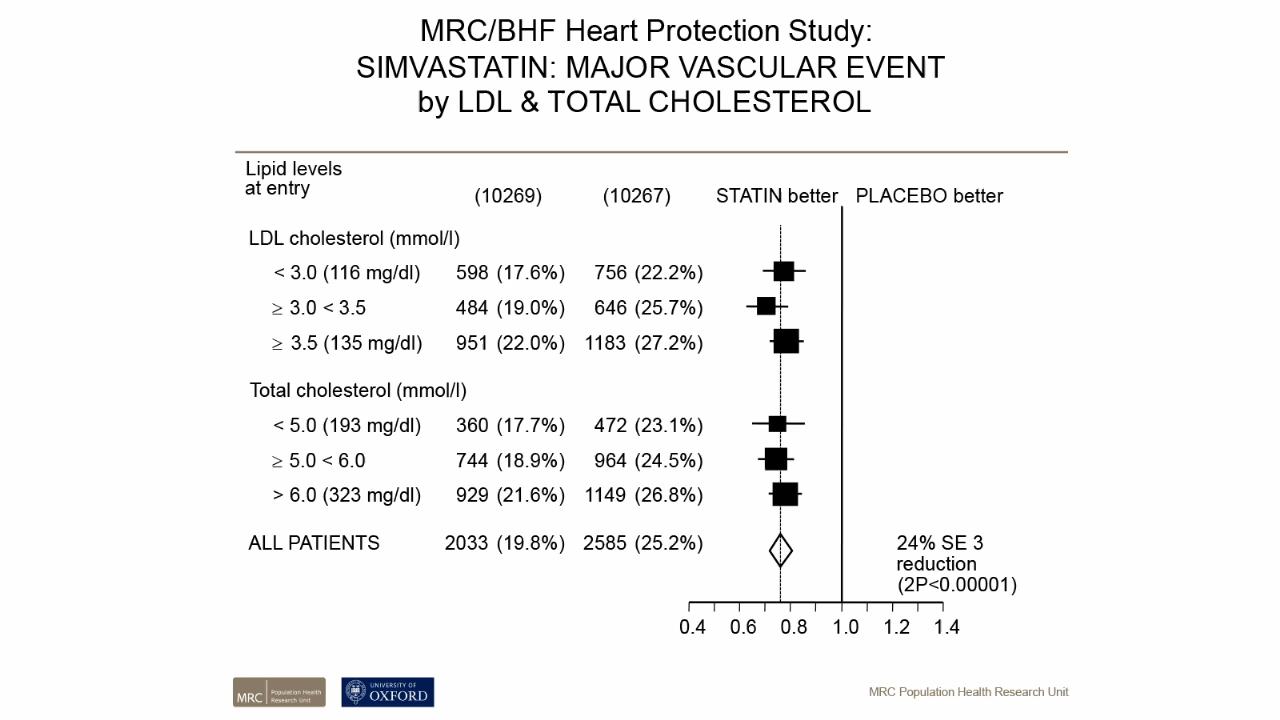 MRC/BHF Heart Protection Study:
SIMVASTATIN: MAJOR VASCULAR EVENT
by LDL & TOTAL CHOLESTEROL
Lipid levels
at entry
(10269) (10267) STATIN better PLACEBO better
LDL cholesterol (mmol/l)
< 3.0 (116 mg/dl) 598 (17.6%) 756 (22.2%)
≥ 3.0 < 3.5 484 (19.0%) 646 (25.7%)
≥ 3.5 (135 mg/dl) 951 (22.0%) 1183 (27.2%)
Total cholesterol (mmol/l)
< 5.0 (193 mg/dl) 360 (17.7%) 472 (23.1%)
≥ 5.0 < 6.0 744 (18.9%) 964 (24.5%)
> 6.0 (323 mg/dl) 929 (21.6%) 1149 (26.8%)
ALL PATIENTS 2033 (19.8%) 2585 (25.2%) 24% SE 3
reduction
(2P<0.00001)
0.4 0.6 0.8 1.0 1.2 1.4
MRC Population Health
Research Unit
UNIVERSITY OF
OXFORD
MRC Population Health Research Unit